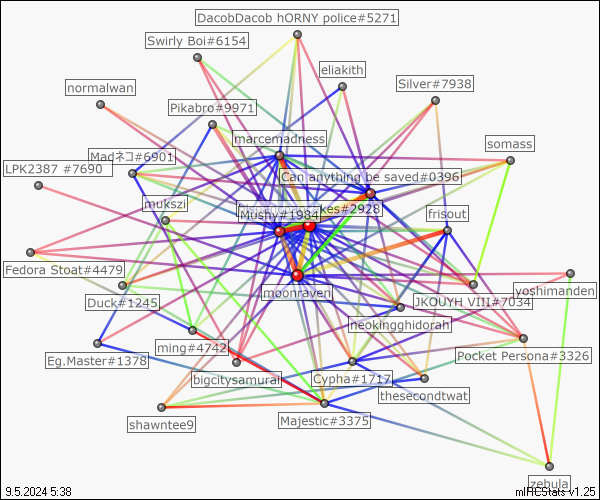 DacobDacob hORNY police#5271
Swirly Boi#6154
eliakith
normalwan
Silver#7938
Pikabro#9971
marcemadness
somass
Madネコ#6901
LPK2387 #7690
Can anything be saved#0396
mukszi
kes#2928
Mushy#1984
frisout
Fedora Stoat#4479
moonraven
yoshimanden
Duck#1245
JKOUYH VIII#7034
neokingghidorah
ming#4742
Pocket Persona#3326
Eg.Master#1378
bigcitysamurai
Cypha#1717
thesecondtwat
shawntee9
Majestic#3375
zebula
9.5.2024 5:38
mIRCStats v1.25